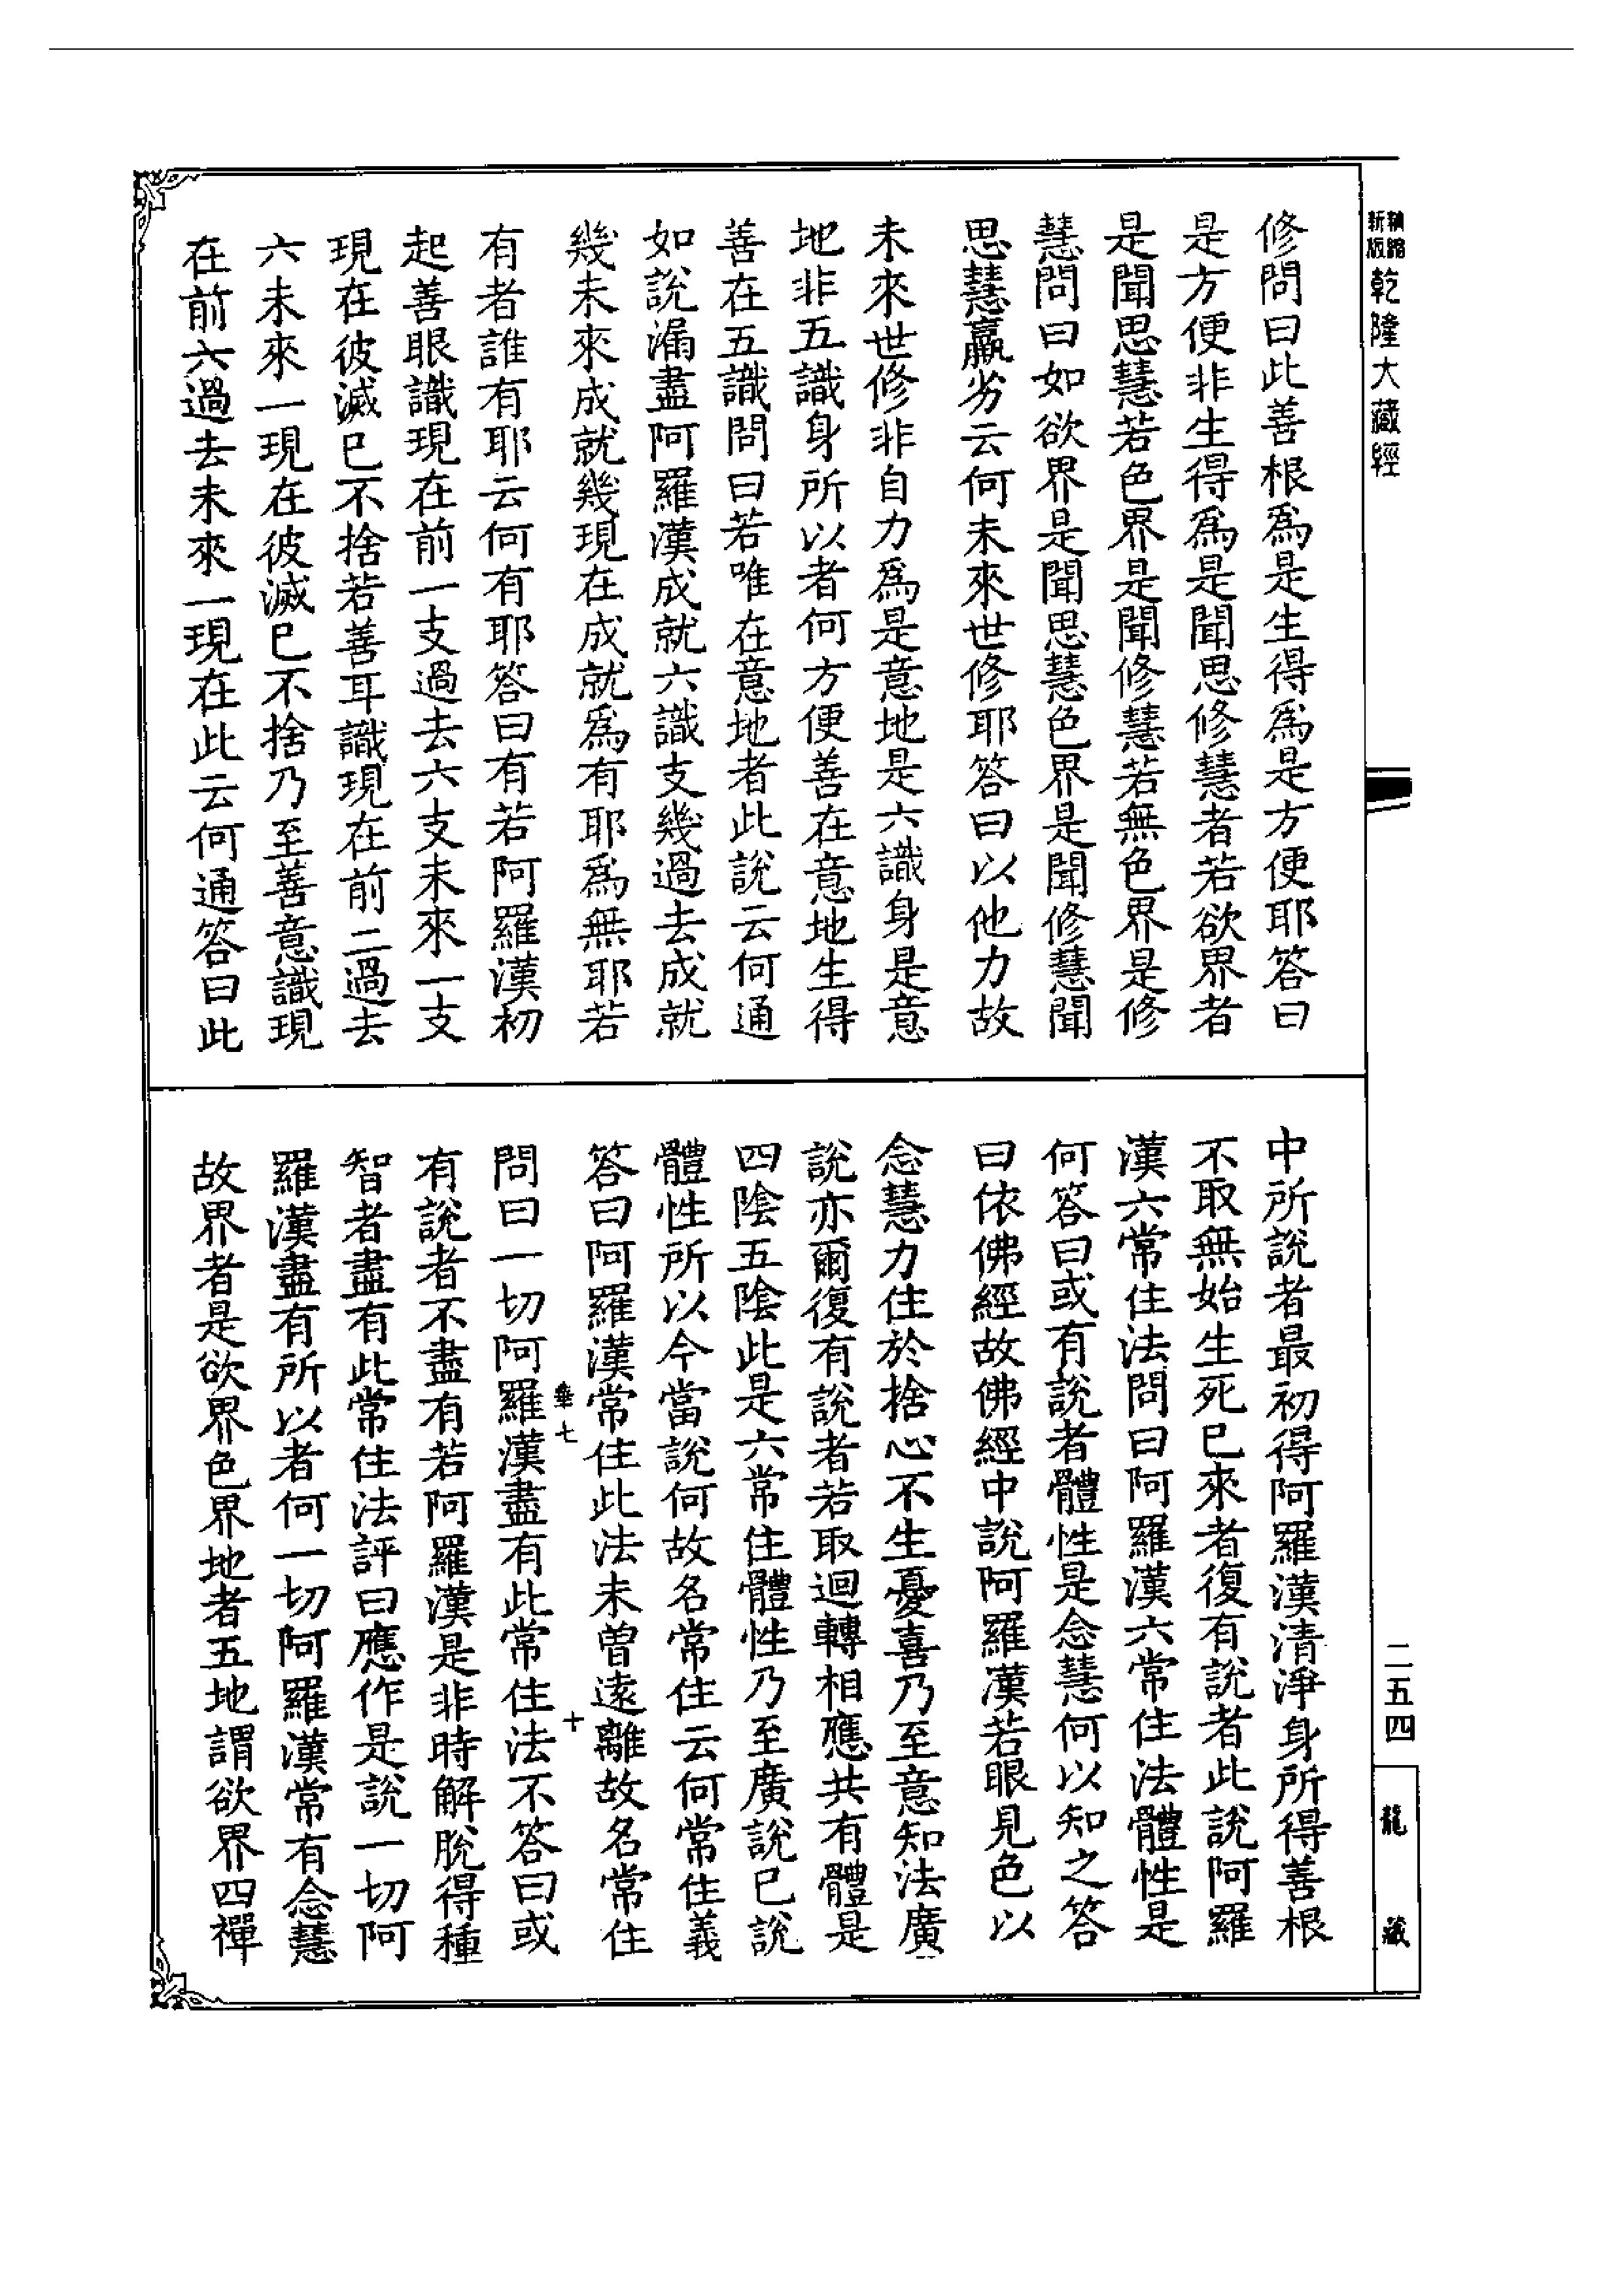 新版
精縮
乾隆大藏經
修問曰此善根爲是生得爲是方便耶答曰
是方便非生得爲是聞思修慧者若欲界者
是聞思慧若色界是聞修慧若無色界是修
慧問曰如欲界是聞思慧色界是聞修慧聞
思慧羸劣云何未來世修耶答曰以他力故
未來世修非自力爲是意地是六識身是意
地非五識身所以者何方便善在意地生得
善在五識問曰若唯在意地者此說云何通
如說漏盡阿羅漢成就六識支幾過去成就
幾未來成就幾現在成就爲有耶爲無耶若
有者誰有耶云何有耶答曰有若阿羅漢初
起善眼識現在前一支過去六支未來一支
現在彼滅已不捨若善耳識現在前二過去
六未來一現在彼滅已不捨乃至善意識現
在前六過去未來一現在此云何通答曰此
中所說者最初得阿羅漢清淨身所得善根
不取無始生死已來者復有說者此說阿羅
漢六常住法問曰阿羅漢六常住法體性是
何答曰或有說者體性是念慧何以知之答
曰依佛經故佛經中說阿羅漢若眼見色以
念慧力住於捨心不生憂喜乃至意知法廣
說亦爾復有說者若取迴轉相應共有體是
四陰五陰此是六常住體性乃至廣說已說
體性所以今當說何故名常住云何常住義
答曰阿羅漢常住此法未曾遠離故名常住
問曰一切阿羅漢盡有此常住法不答曰或
有說者不盡有若阿羅漢是非時解脫得種
智者盡有此常住法評曰應作是說一切阿
羅漢盡有所以者何一切阿羅漢常有念慧
故界者是欲界色界地者五地謂欲界四禪
七
十
二五四
龍藏